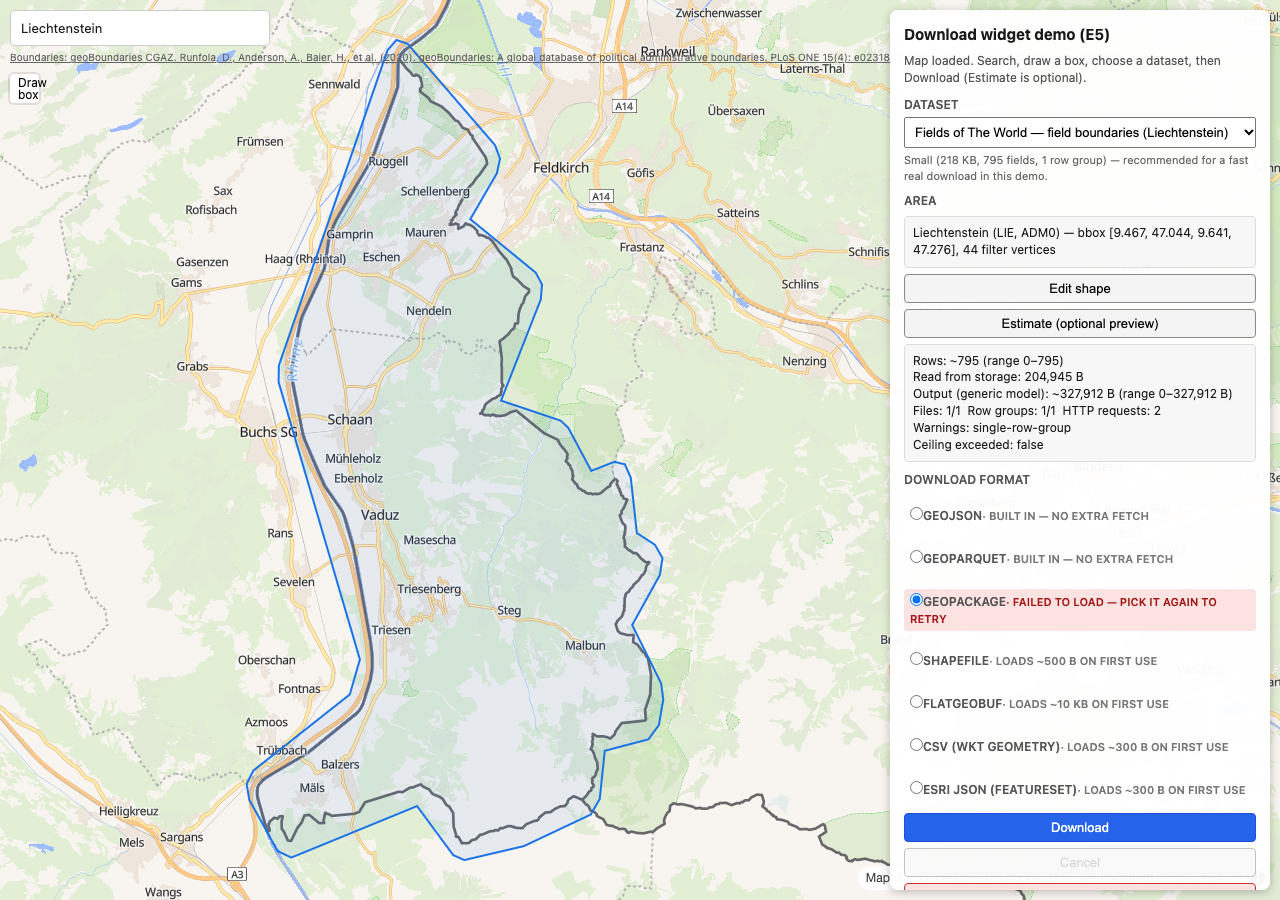 Liechtenstein
Boundaries: geoBoundaries CGAZ. Runfola, D., Anderson, A., Baier, H., et al. (2020). geoBoundaries: A global database of political administrative boundaries. PLoS ONE 15(4): e02318
Draw
box
Zwischenwasser
Rankweil
Laterns-Thal
Sennwald
A14
Übersaxen
Frümsen
Ruggell
Feldkirch
Göfis
Sax
Schellenberg
A14
Rofisbach
Satteins
Gamprin
Mauren
Frastanz
Schnifis
Haag (Rheintal)
Eschen
Gasenzen
Gams
Schlins
Nendeln
Rhine
Nenzing
Grabs
Schaan
Buchs SG
Mühleholz
Ebenholz
Vaduz
Rans
Masescha
Sevelen
Triesenberg
Steg
Triesen
Malbun
Oberschan
Fontnas
Azmoos
Trübbach
Balzers
Mäls
Heiligkreuz
Sargans
Mels
A3
Wangs
Map
Download widget demo (E5)
Map loaded. Search, draw a box, choose a dataset, then
Download (Estimate is optional).
DATASET
Fields of The World — field boundaries (Liechtenstein)
Small (218 KB, 795 fields, 1 row group) — recommended for a fast
real download in this demo.
AREA
Liechtenstein (LIE, ADM0) — bbox [9.467, 47.044, 9.641,
47.276], 44 filter vertices
Edit shape
Estimate (optional preview)
Rows: ~795 (range 0–795)
Read from storage: 204,945 B
Output (generic model): ~327,912 B (range 0–327,912 B)
Files: 1/1 Row groups: 1/1 HTTP requests: 2
Warnings: single-row-group
Ceiling exceeded: false
DOWNLOAD FORMAT
GEOJSON· BUILT IN — NO EXTRA FETCH
GEOPARQUET· BUILT IN — NO EXTRA FETCH
GEOPACKAGE· FAILED TO LOAD — PICK IT AGAIN TO
RETRY
SHAPEFILE· LOADS ~500 B ON FIRST USE
FLATGEOBUF· LOADS ~10 KB ON FIRST USE
CSV (WKT GEOMETRY)· LOADS ~300 B ON FIRST USE
ESRI JSON (FEATURESET)· LOADS ~300 B ON FIRST USE
Download
Cancel